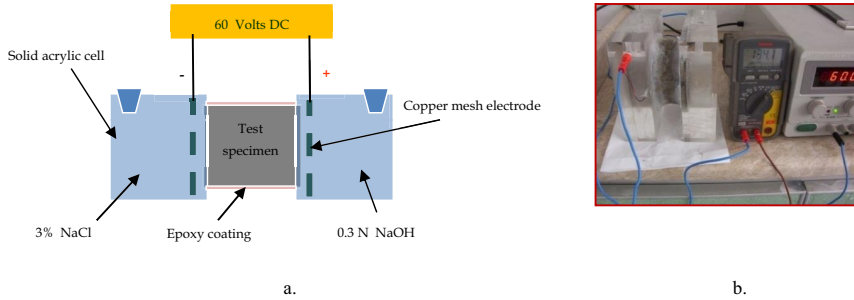 60 Volts DC
Solid acrylic cell
-
+
Copper mesh electrode
Test
specimen
3% NaCl
Epoxy coating
0.3 N NaOH
a.
b.